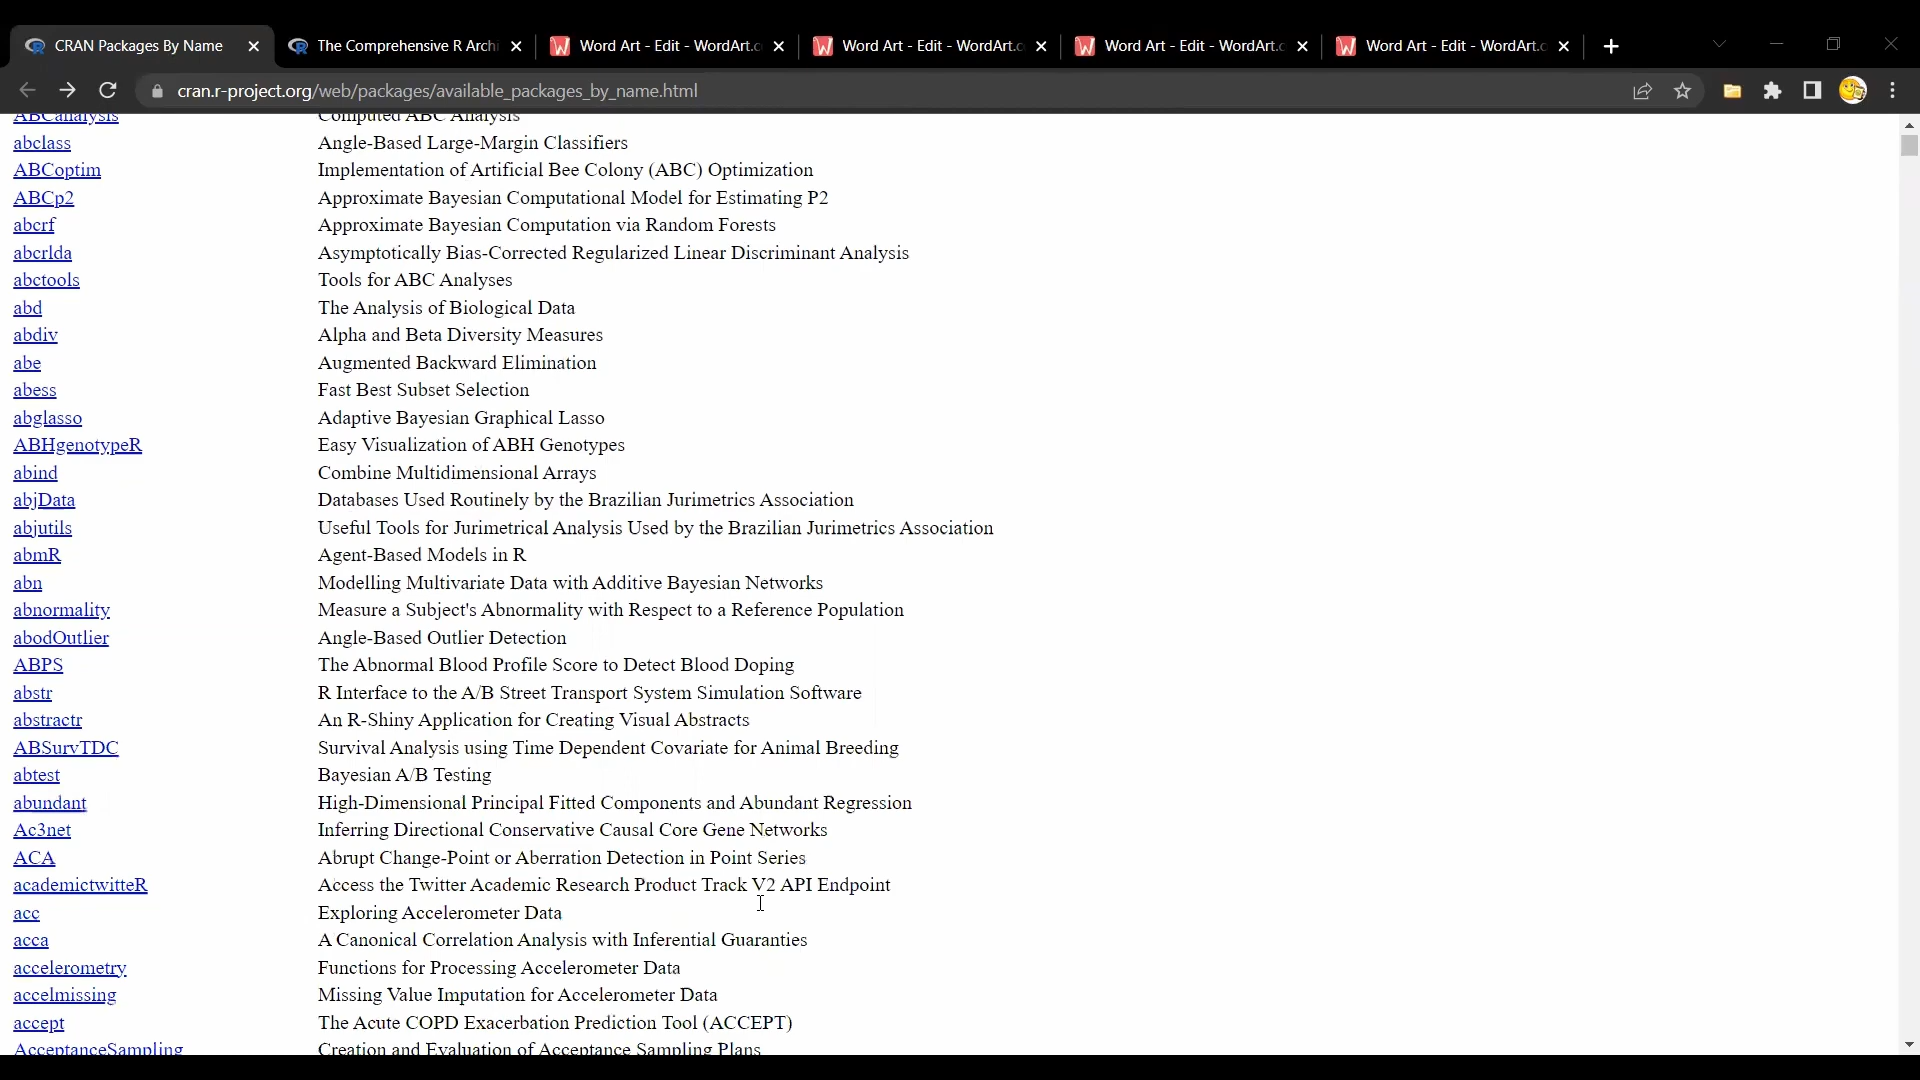 CRAN Packages By Name
The Comprehensive R Archi
Word Art - Edit - WordArt.c
Word Art - Edit - WordArt.c
Word Art - Edit - WordArt.c
Word Art - Edit - WordArt.c
cran.r-project.org/web/packages/available_packages_by_name.html
ABCanalysis Computed ABC Analysis
abclass Angle-Based Large-Margin Classifiers
ABCoptim Implementation of Artificial Bee Colony (ABC) Optimization
ABCp2 Approximate Bayesian Computational Model for Estimating P2
abcrf Approximate Bayesian Computation via Random Forests
abcrlda Asymptotically Bias-Corrected Regularized Linear Discriminant Analysis
abctools Tools for ABC Analyses
abd The Analysis of Biological Data
abdiv Alpha and Beta Diversity Measures
abe Augmented Backward Elimination
abess Fast Best Subset Selection
abglasso Adaptive Bayesian Graphical Lasso
ABHgenotypeR Easy Visualization of ABH Genotypes
abind Combine Multidimensional Arrays
abjData Databases Used Routinely by the Brazilian Jurimetrics Association
abjutils Useful Tools for Jurimetrical Analysis Used by the Brazilian Jurimetrics Association
abmR Agent-Based Models in R
abn Modelling Multivariate Data with Additive Bayesian Networks
abnormality Measure a Subject's Abnormality with Respect to a Reference Population
abodOutlier Angle-Based Outlier Detection
ABPS The Abnormal Blood Profile Score to Detect Blood Doping
abstr R Interface to the A/B Street Transport System Simulation Software
abstractr An R-Shiny Application for Creating Visual Abstracts
ABSurvTDC Survival Analysis using Time Dependent Covariate for Animal Breeding
abtest Bayesian A/B Testing
abundant High-Dimensional Principal Fitted Components and Abundant Regression
Ac3net Inferring Directional Conservative Causal Core Gene Networks
ACA Abrupt Change-Point or Aberration Detection in Point Series
academictwitteR Access the Twitter Academic Research Product Track V2 API Endpoint
acc Exploring Accelerometer Data
acca A Canonical Correlation Analysis with Inferential Guaranties
accelerometry Functions for Processing Accelerometer Data
accelmissing Missing Value Imputation for Accelerometer Data
accept The Acute COPD Exacerbation Prediction Tool (ACCEPT)
AcceptanceSampling Creation and Evaluation of Acceptance Sampling Plans